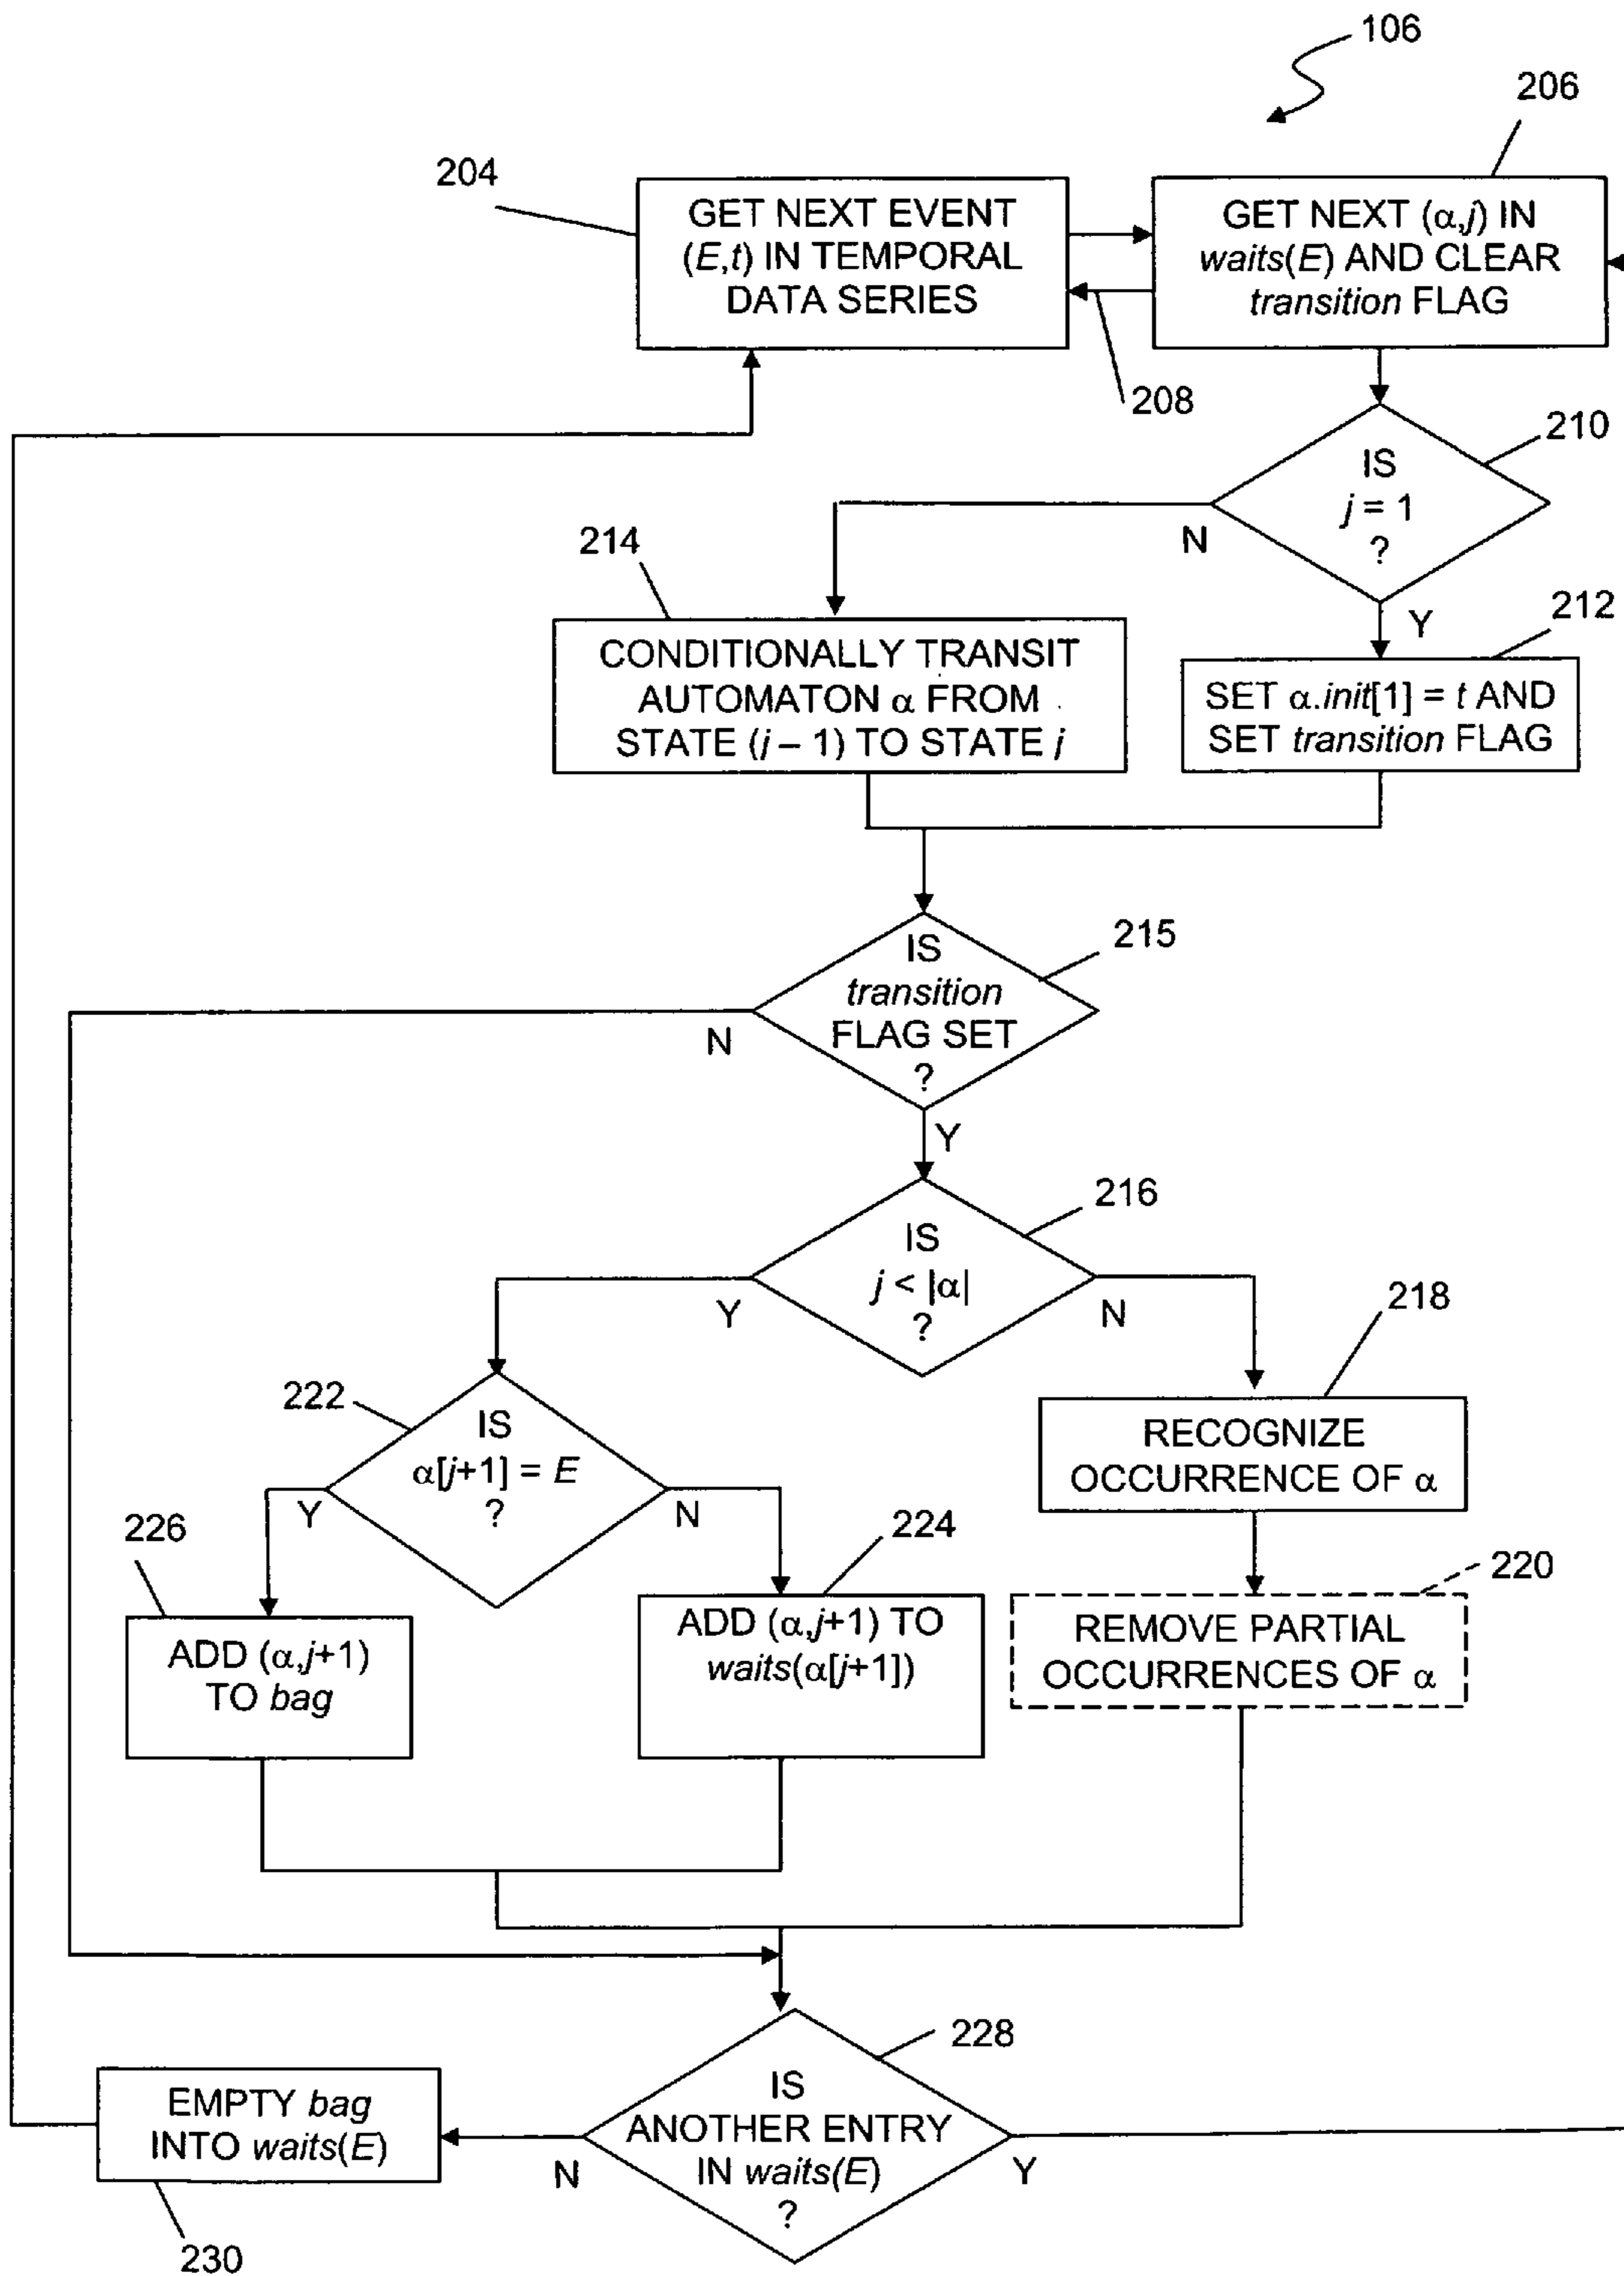 106
206
204
GET NEXT EVENT
(E,t) IN TEMPORAL
DATA SERIES
GET NEXT (α,j) IN
waits(E) AND CLEAR
transition FLAG
208
210
IS
j = 1
?
N
Y
214
212
CONDITIONALLY TRANSIT
AUTOMATON α FROM
STATE (j – 1) TO STATE j
SET α.init[1] = t AND
SET transition FLAG
215
IS
transition
FLAG SET
?
N
Y
216
IS
j < |α|
?
Y
N
218
222
IS
α[j+1] = E
?
Y
N
RECOGNIZE
OCCURRENCE OF α
226
224
220
ADD (α,j+1)
TO bag
ADD (α,j+1) TO
waits(α[j+1])
REMOVE PARTIAL
OCCURRENCES OF α
228
IS
ANOTHER ENTRY
IN waits(E)
?
N
Y
EMPTY bag
INTO waits(E)
230